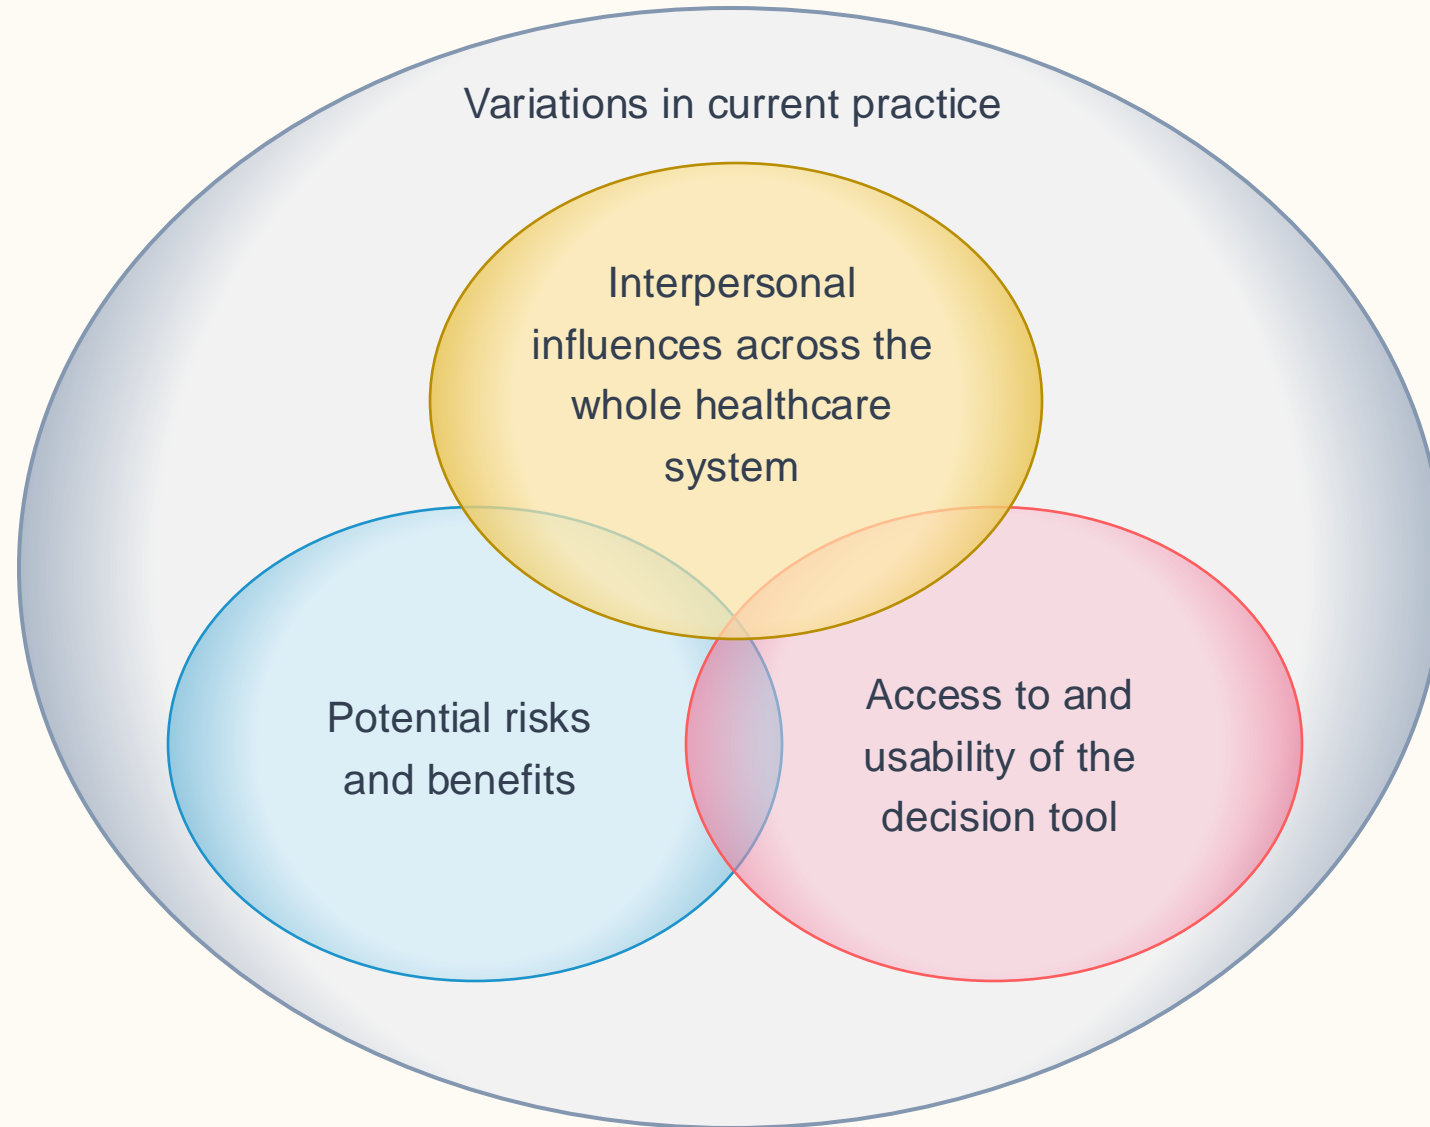 Variations in current practice
Interpersonal
influences across the
whole healthcare
system
Potential risks
and benefits
Access to and
usability of the
decision tool